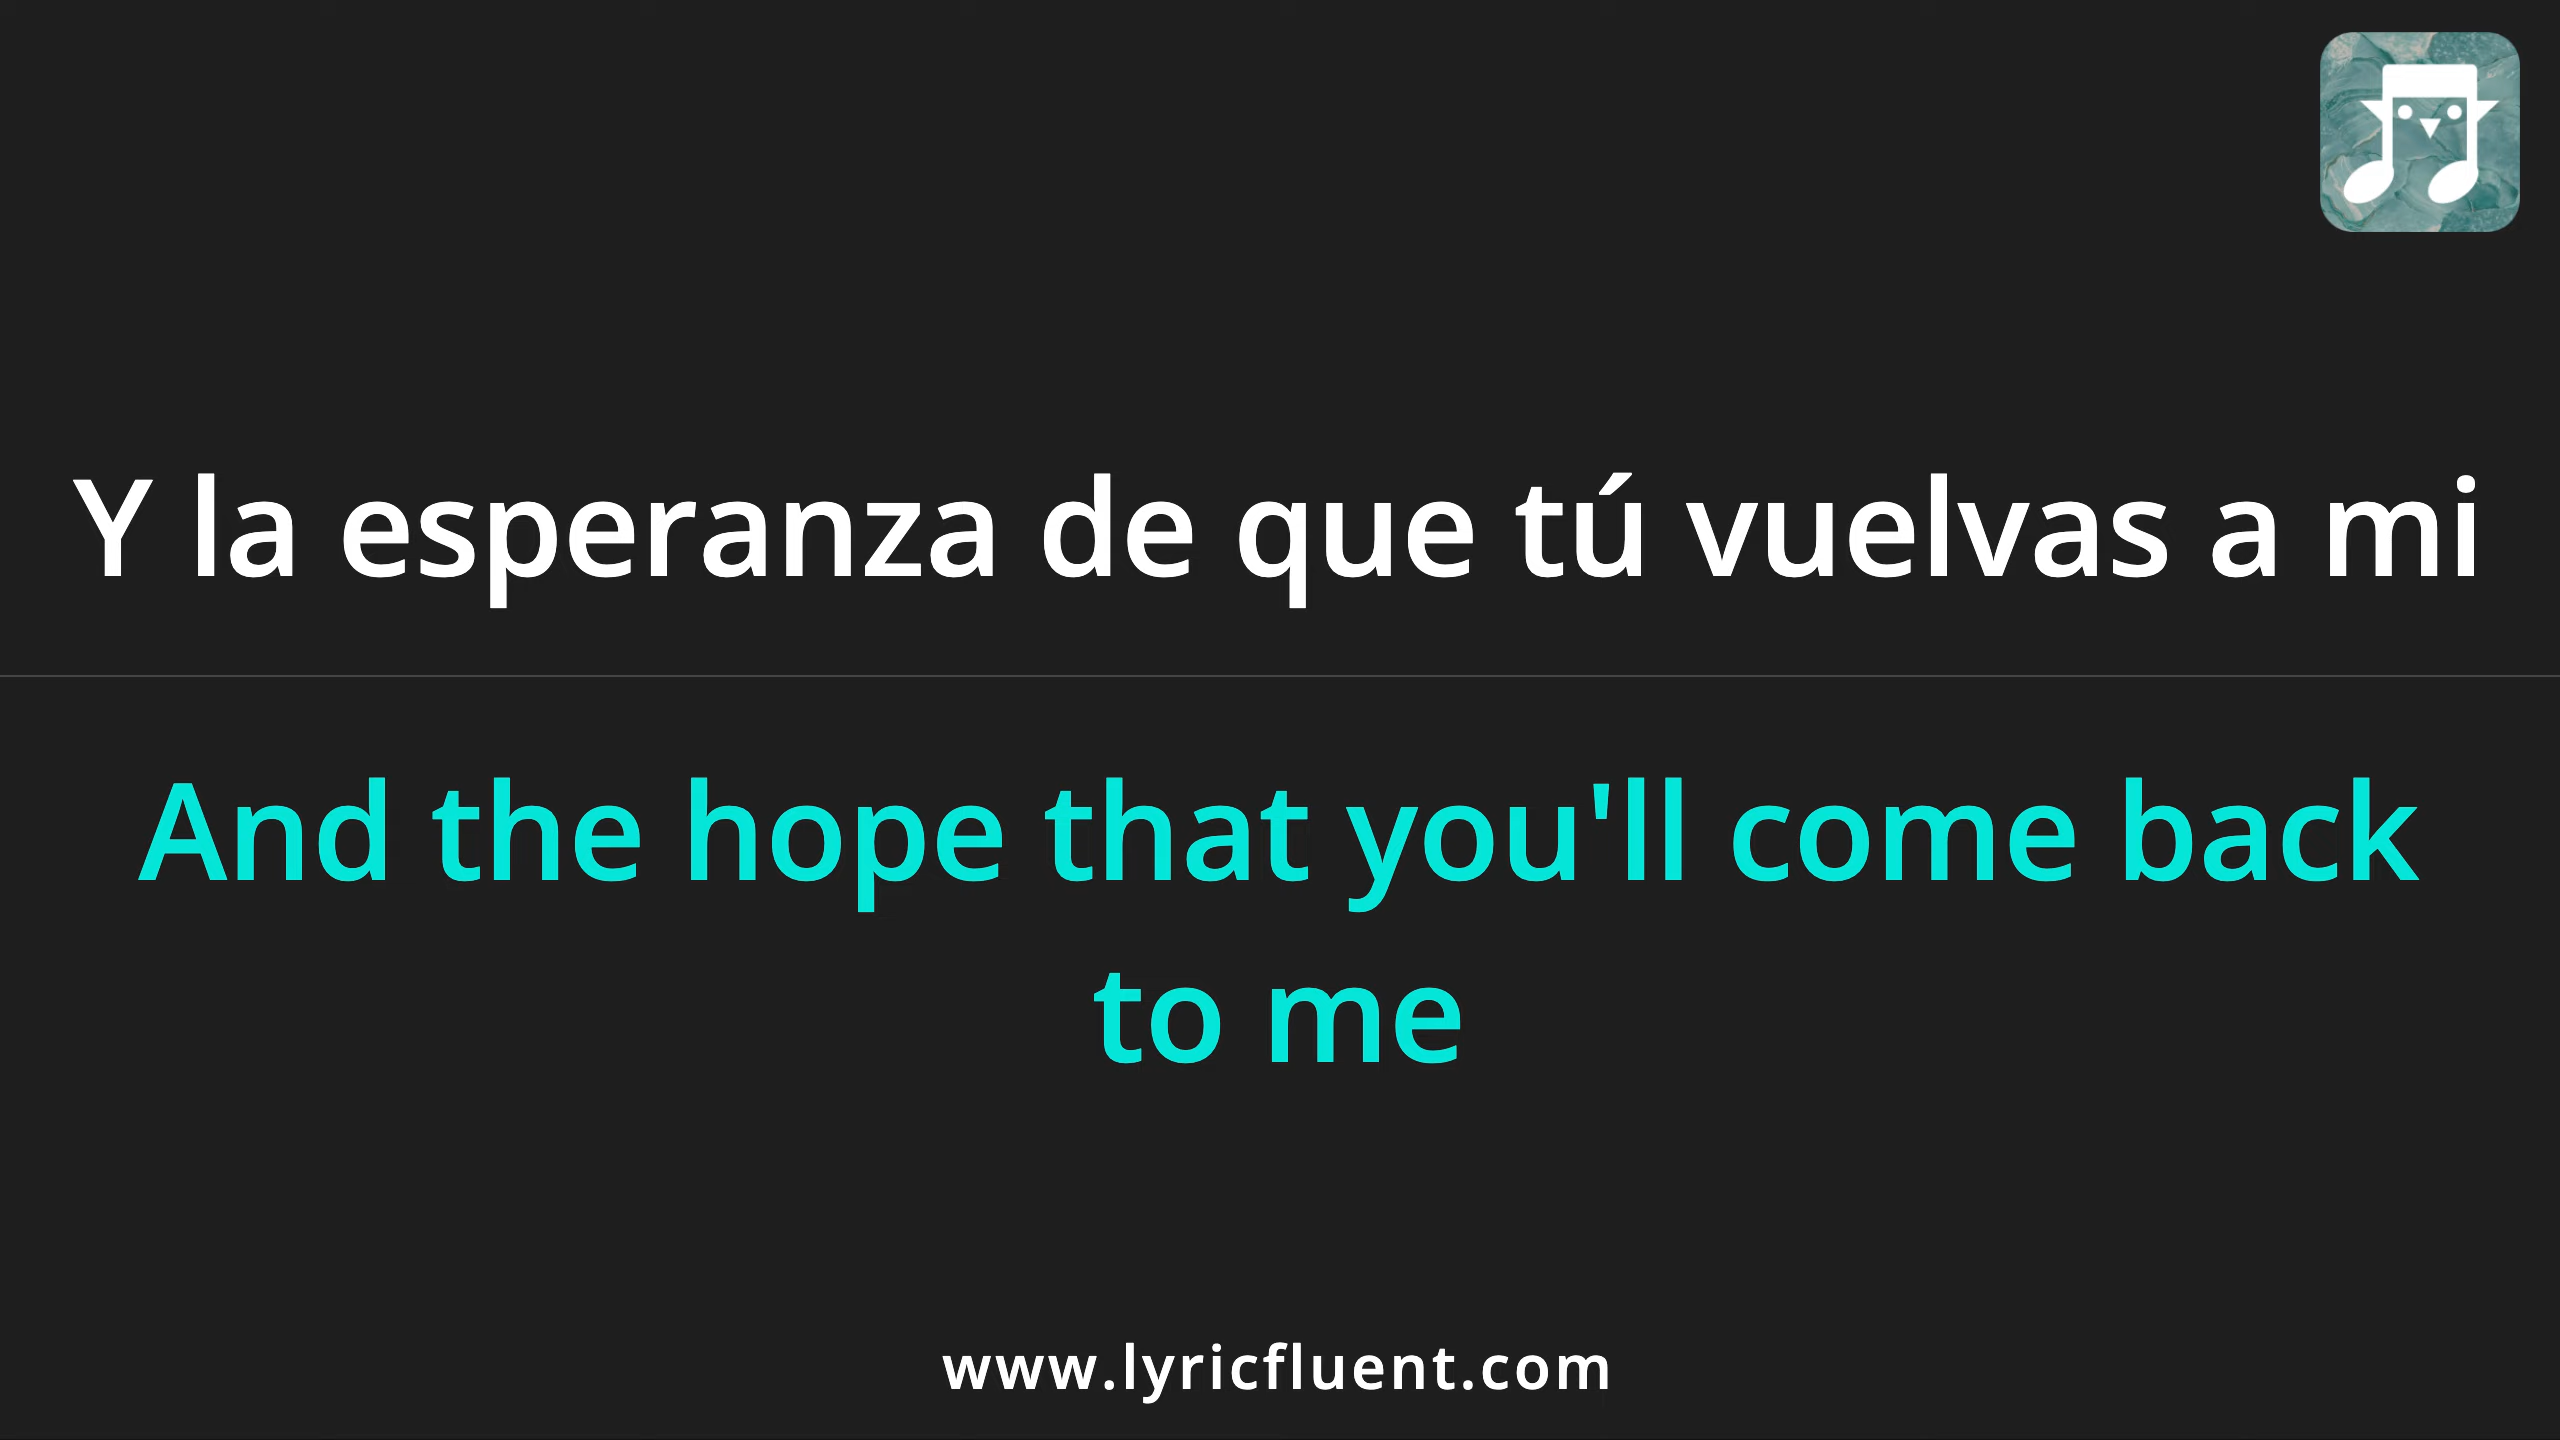 Y la esperanza de que tú vuelvas a mi
And the hope that you'll come back
to me
www.lyricfluent.com